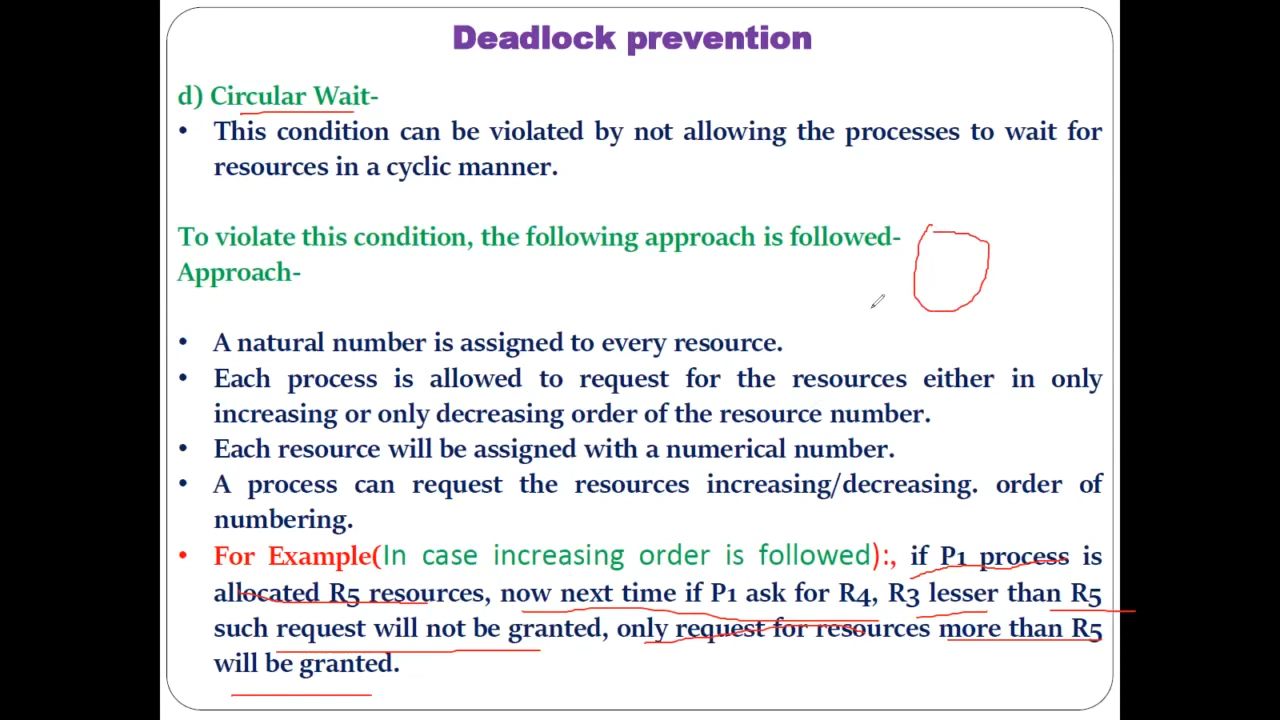 Deadlock prevention
d) Circular Wait-
• This condition can be violated by not allowing the processes to wait for
resources in a cyclic manner.
To violate this condition, the following approach is followed-
Approach-
• A natural number is assigned to every resource.
• Each process is allowed to request for the resources either in only
increasing or only decreasing order of the resource number.
• Each resource will be assigned with a numerical number.
• A process can request the resources increasing/decreasing. order of
numbering.
• For Example(In case increasing order is followed):, if P1 process is
allocated R5 resources, now next time if P1 ask for R4, R3 lesser than R5
such request will not be granted, only request for resources more than R5
will be granted.